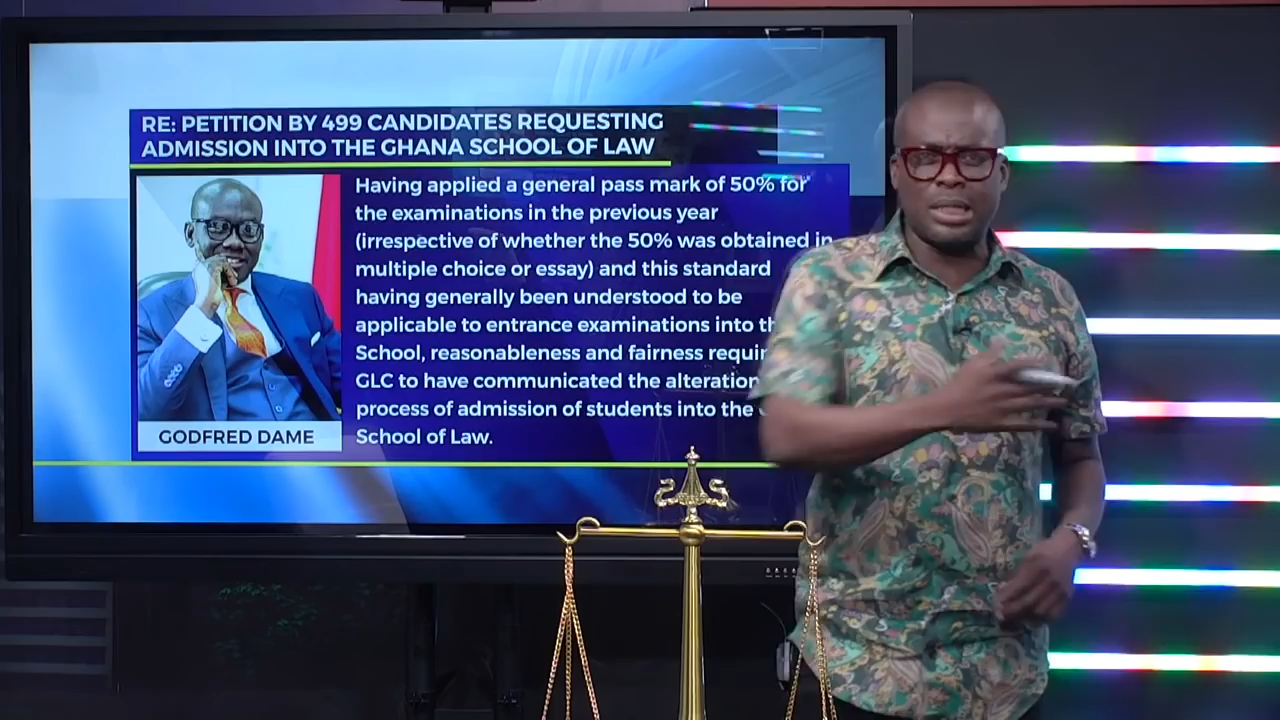 RE: PETITION BY 499 CANDIDATES REQUESTING
ADMISSION INTO THE GHANA SCHOOL OF LAW
Having applied a general pass mark of 50% for
the examinations in the previous year
(irrespective of whether the 50% was obtained in
multiple choice or essay) and this standard
having generally been understood to be
applicable to entrance examinations into
School, reasonableness and fairness
GLC to have communicated the alteration
process of admission of students into the
School of Law.
GODFRED DAME